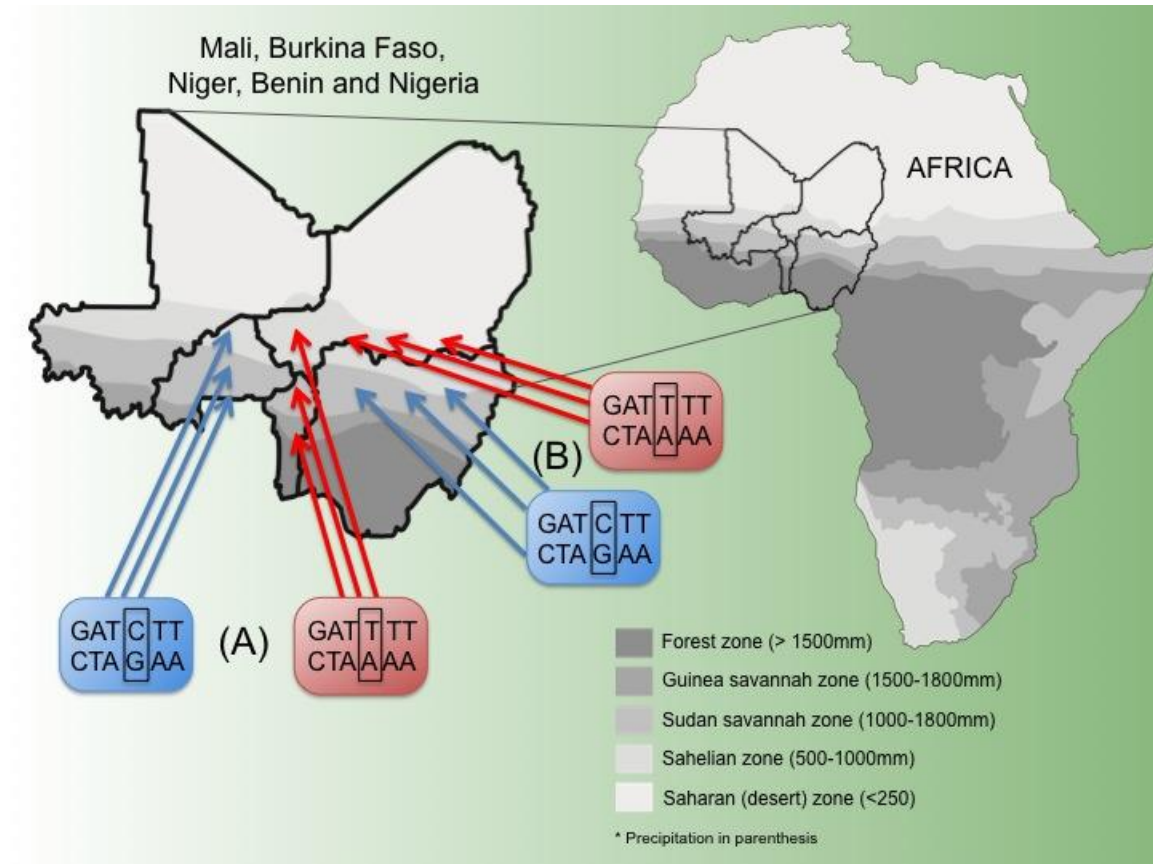 Mali, Burkina Faso,
Niger, Benin and Nigeria
AFRICA
GAT T TT
CTA A AA
(B)
GAT C TT
CTA G AA
GAT C TT
CTA G AA
(A)
GAT T TT
CTA A AA
Forest zone (> 1500mm)
Guinea savannah zone (1500-1800mm)
Sudan savannah zone (1000-1800mm)
Sahelian zone (500-1000mm)
Saharan (desert) zone (<250)
* Precipitation in parenthesis